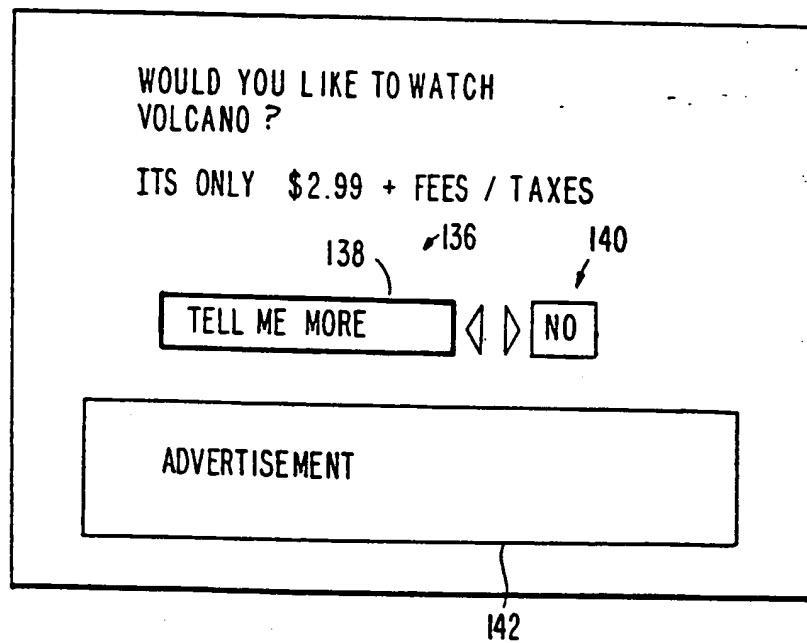 WOULD YOU LIKE TO WATCH
VOLCANO ?
ITS ONLY $2.99 + FEES / TAXES
136
138
140
TELL ME MORE
NO
ADVERTISEMENT
142